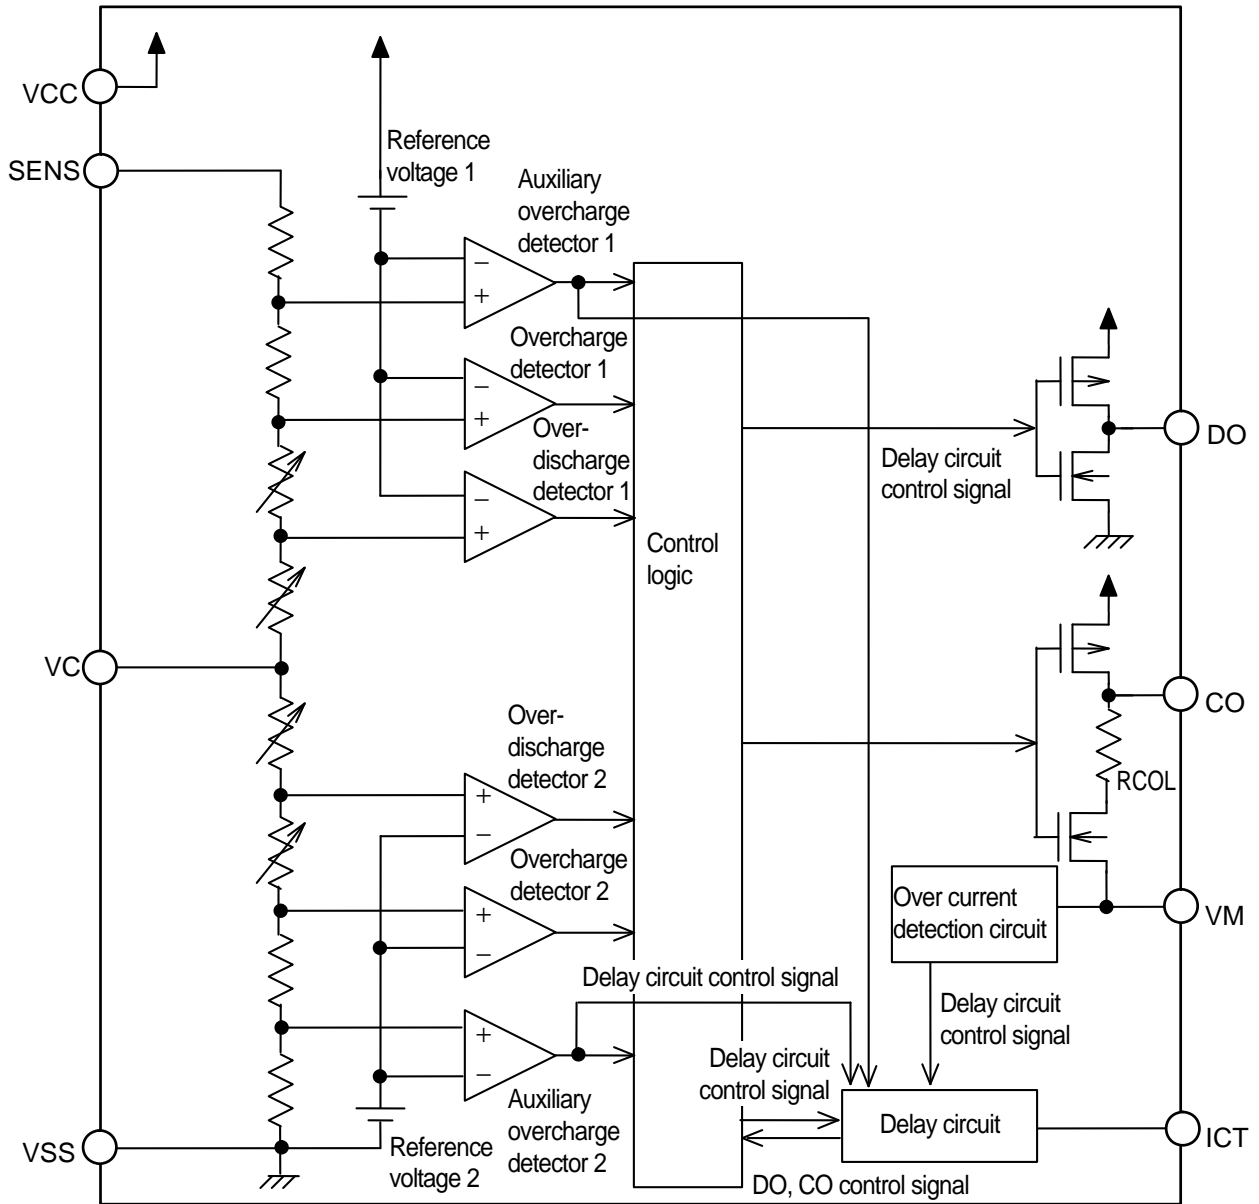 VCC
SENS
Reference
voltage 1
Auxiliary
overcharge
detector 1
−
+
Overcharge
detector 1
−
+
Over-
discharge
detector 1
−
+
Control
logic
Delay circuit
control signal
DO
VC
CO
RCOL
Over-
discharge
detector 2
+
−
Overcharge
detector 2
+
−
Over current
detection circuit
VM
Delay circuit control signal
Delay circuit
control signal
+
−
Delay circuit
control signal
Auxiliary
overcharge
detector 2
Delay circuit
ICT
VSS
Reference
voltage 2
DO, CO control signal